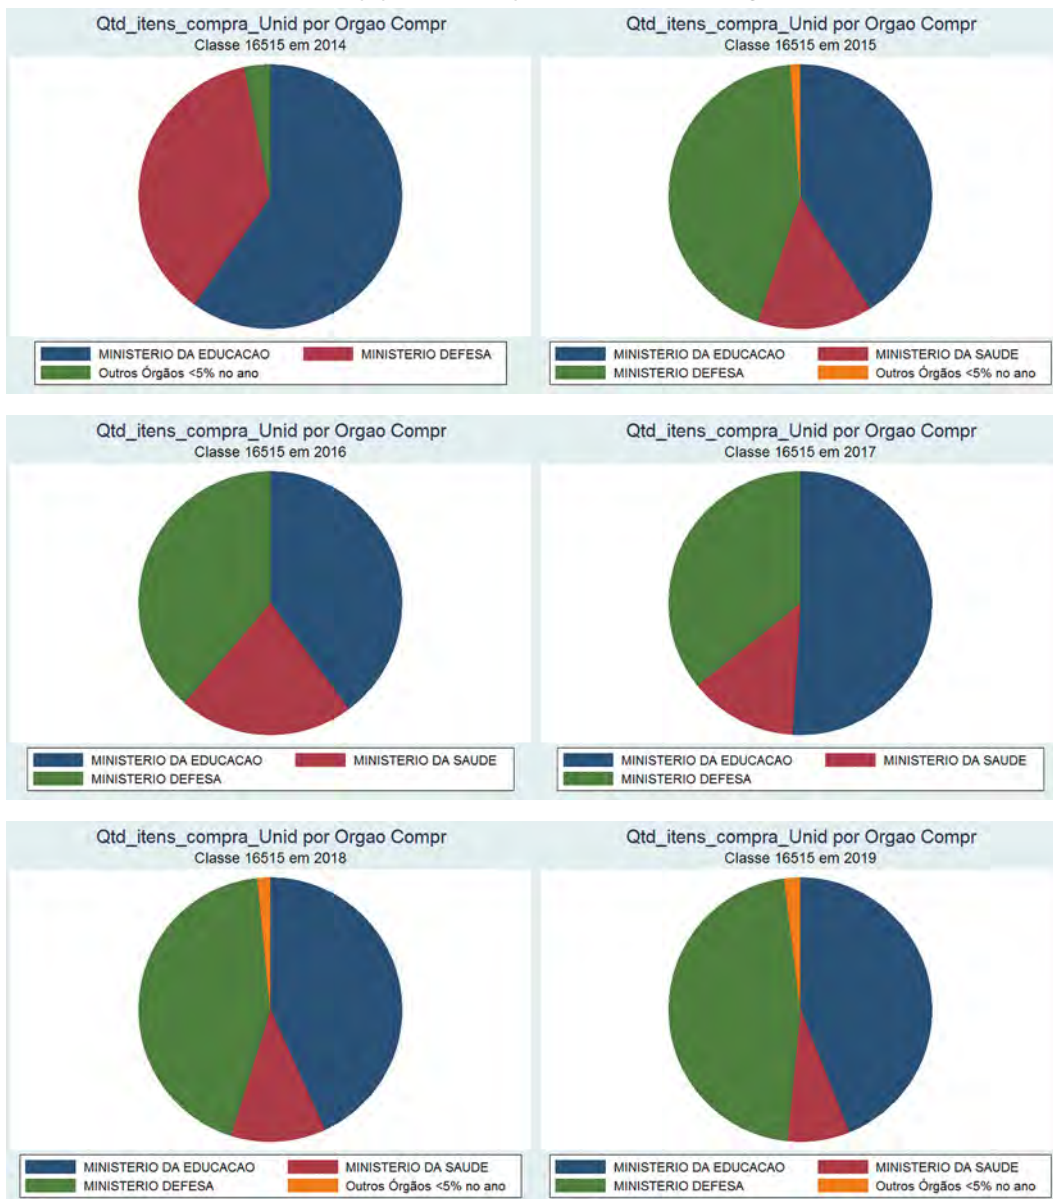 Qtd_itens_compra_Unid por Orgao Compr
Classe 16515 em 2014
MINISTERIO DA EDUCACAO MINISTERIO DEFESA
Outros Órgãos <5% no ano
Qtd_itens_compra_Unid por Orgao Compr
Classe 16515 em 2015
MINISTERIO DA EDUCACAO MINISTERIO DA SAUDE
MINISTERIO DEFESA Outros Órgãos <5% no ano
Qtd_itens_compra_Unid por Orgao Compr
Classe 16515 em 2016
MINISTERIO DA EDUCACAO MINISTERIO DA SAUDE
MINISTERIO DEFESA
Qtd_itens_compra_Unid por Orgao Compr
Classe 16515 em 2017
MINISTERIO DA EDUCACAO MINISTERIO DA SAUDE
MINISTERIO DEFESA
Qtd_itens_compra_Unid por Orgao Compr
Classe 16515 em 2018
MINISTERIO DA EDUCACAO MINISTERIO DA SAUDE
MINISTERIO DEFESA Outros Órgãos <5% no ano
Qtd_itens_compra_Unid por Orgao Compr
Classe 16515 em 2019
MINISTERIO DA EDUCACAO MINISTERIO DA SAUDE
MINISTERIO DEFESA Outros Órgãos <5% no ano